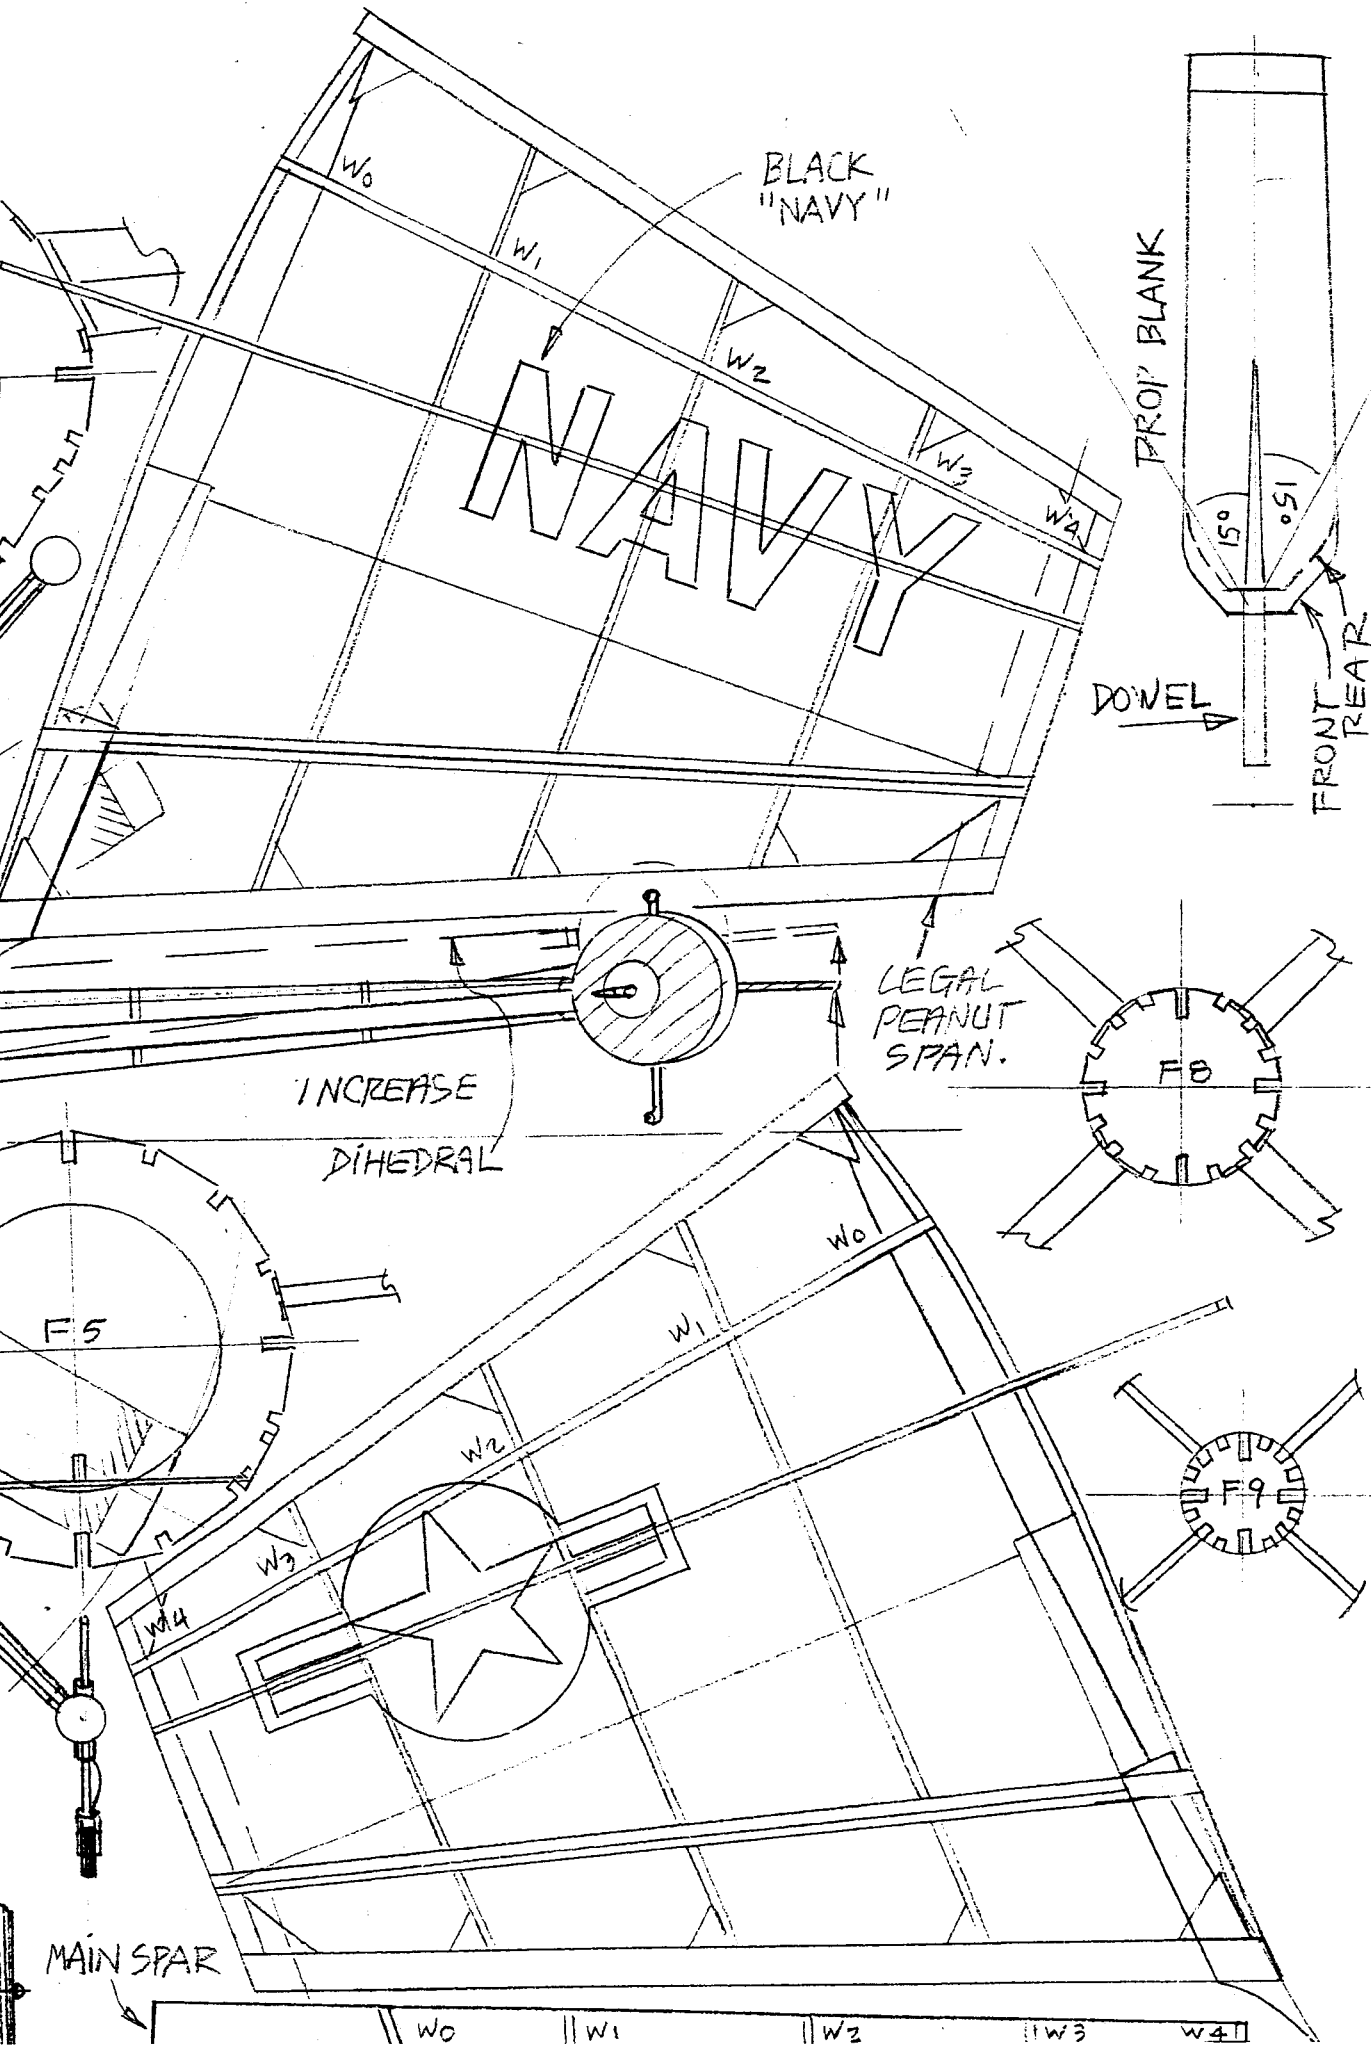 BLACK
"NAVY"
W0
W1
W2
W3
W4
NAVY
PROP BLANK
15°
15°
DOWEL
FRONT
REAR
LEGAL
PEANUT
SPAN.
INCREASE
DIHEDRAL
F8
F5
F9
W0
W1
W2
W3
W4
MAIN SPAR
W0
W1
W2
W3
W4